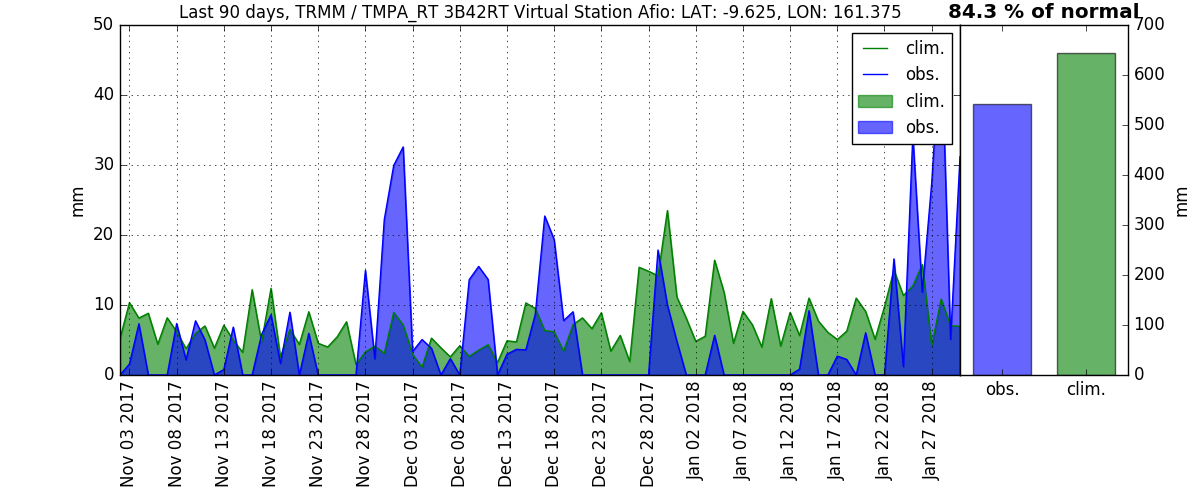 Last 90 days, TRMM / TMPA_RT 3B42RT Virtual Station Afio: LAT: -9.625, LON: 161.375
84.3 % of normal
50
40
30
20
10
0
mm
clim.
obs.
clim.
obs.
700
600
500
400
300
200
100
0
mm
obs.
clim.
Nov 03 2017
Nov 08 2017
Nov 13 2017
Nov 18 2017
Nov 23 2017
Nov 28 2017
Dec 03 2017
Dec 08 2017
Dec 13 2017
Dec 18 2017
Dec 23 2017
Dec 28 2017
Jan 02 2018
Jan 07 2018
Jan 12 2018
Jan 17 2018
Jan 22 2018
Jan 27 2018